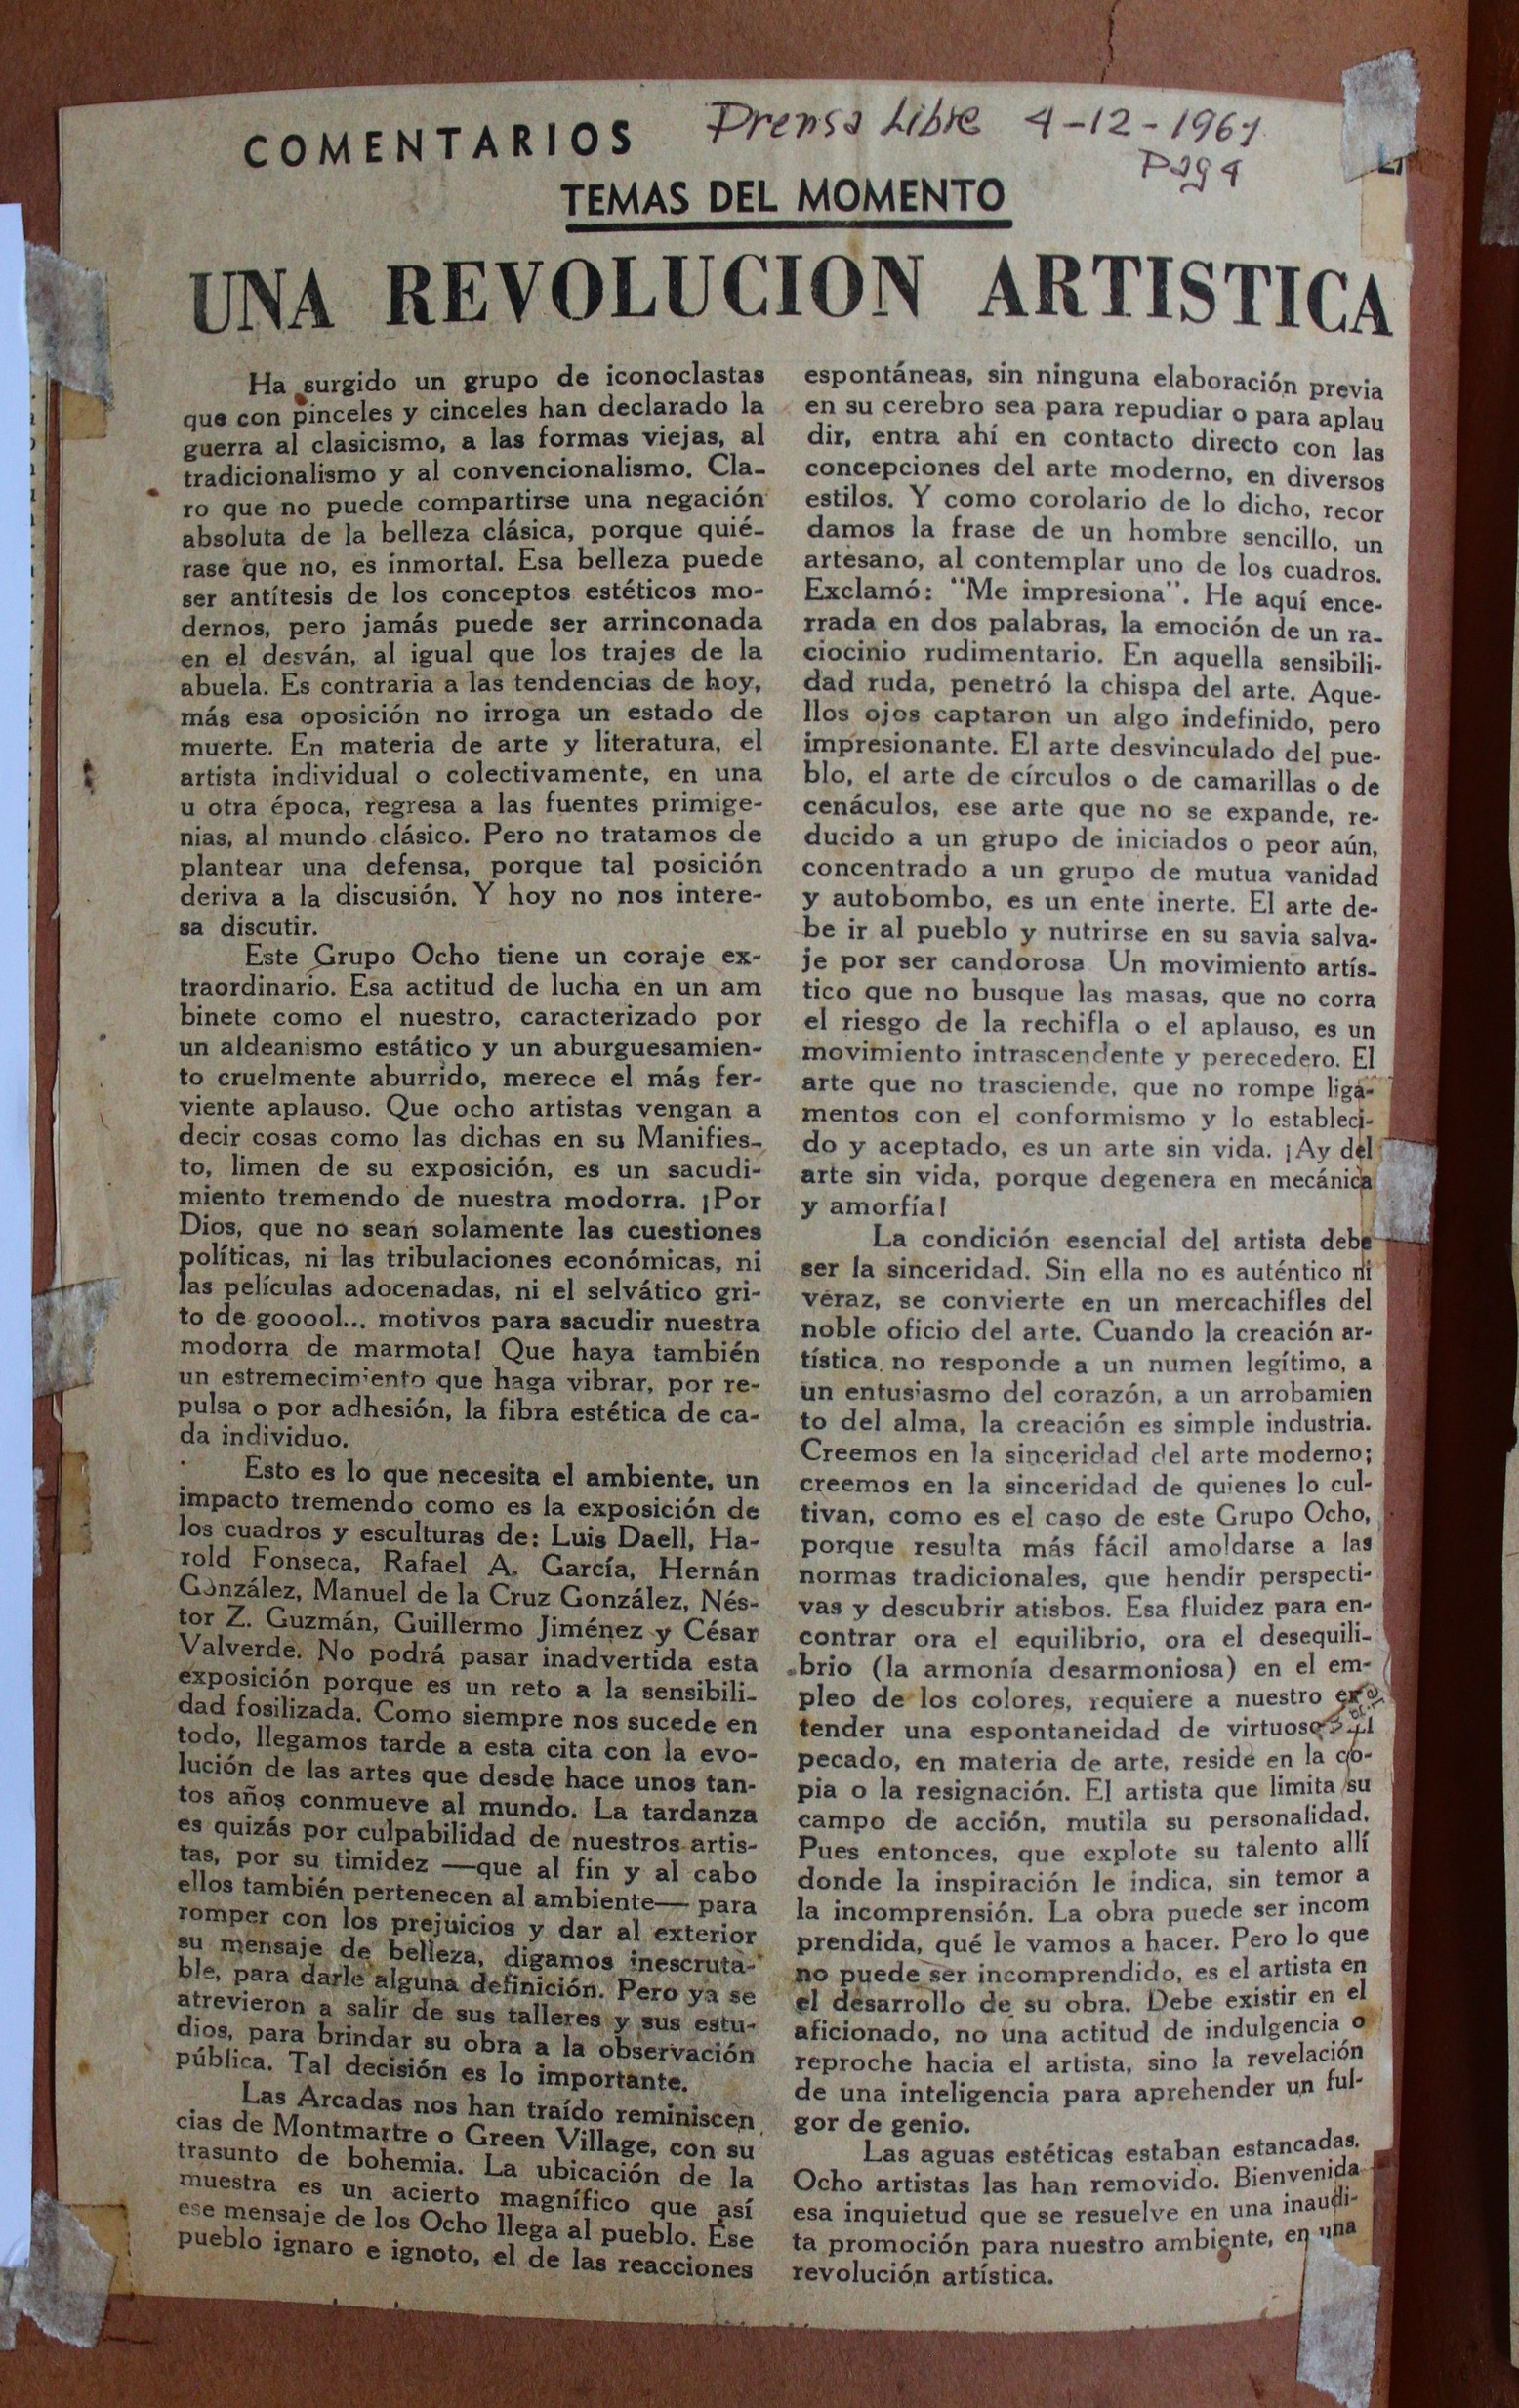 COMENTARIOS
Prensa Libre 4-12-1961
Pag 4
TEMAS DEL MOMENTO
UNA REVOLUCION ARTISTICA
Ha surgido un grupo de iconoclastas
que con pinceles y cinceles han declarado la
guerra al clasicismo, a las formas viejas, al
tradicionalismo y al convencionalismo. Cla-
ro que no puede compartirse una negación
absoluta de la belleza clásica, porque quié-
rase que no, es inmortal. Esa belleza puede
ser antítesis de los conceptos estéticos mo-
dernos, pero jamás puede ser arrinconada
en el desván, al igual que los trajes de la
abuela. Es contraria a las tendencias de hoy,
más esa oposición no irroga un estado de
muerte. En materia de arte y literatura, el
artista individual o colectivamente, en una
u otra época, regresa a las fuentes primige-
nias, al mundo clásico. Pero no tratamos de
plantear una defensa, porque tal posición
deriva a la discusión. Y hoy no nos intere-
sa discutir.
Este Grupo Ocho tiene un coraje ex-
traordinario. Esa actitud de lucha en un am
binete como el nuestro, caracterizado por
un aldeanismo estático y un aburguesamien-
to cruelmente aburrido, merece el más fer-
viente aplauso. Que ocho artistas vengan a
decir cosas como las dichas en su Manifies-
to, limen de su exposición, es un sacudi-
miento tremendo de nuestra modorra. ¡Por
Dios, que no sean solamente las cuestiones
políticas, ni las tribulaciones económicas, ni
las películas adocenadas, ni el selvático gri-
to de gooool... motivos para sacudir nuestra
modorra de marmota! Que haya también
un estremecimiento que haga vibrar, por re-
pulsa o por adhesión, la fibra estética de ca-
da individuo.
Esto es lo que necesita el ambiente, un
impacto tremendo como es la exposición de
los cuadros y esculturas de: Luis Daell, Ha-
rold Fonseca, Rafael A. García, Hernán
González, Manuel de la Cruz González, Nés-
tor Z. Guzmán, Guillermo Jiménez y César
Valverde. No podrá pasar inadvertida esta
exposición porque es un reto a la sensibili-
dad fosilizada. Como siempre nos sucede en
todo, llegamos tarde a esta cita con la evo-
lución de las artes que desde hace unos tan-
tos años conmueve al mundo. La tardanza
es quizás por culpabilidad de nuestros artis-
tas, por su timidez —que al fin y al cabo
ellos también pertenecen al ambiente— para
romper con los prejuicios y dar al exterior
su mensaje de belleza, digamos inescruta-
ble, para darle alguna definición. Pero ya se
atrevieron a salir de sus talleres y sus estu-
dios, para brindar su obra a la observación
pública. Tal decisión es lo importante.
Las Arcadas nos han traído reminiscen
cias de Montmartre o Green Village, con su
trasunto de bohemia. La ubicación de la
muestra es un acierto magnífico que así
ese mensaje de los Ocho llega al pueblo. Ese
pueblo ignaro e ignoto, el de las reacciones
espontáneas, sin ninguna elaboración previa
en su cerebro sea para repudiar o para aplau
dir, entra ahí en contacto directo con las
concepciones del arte moderno, en diversos
estilos. Y como corolario de lo dicho, recor
damos la frase de un hombre sencillo, un
artesano, al contemplar uno de los cuadros.
Exclamó: "Me impresiona". He aquí ence-
rrada en dos palabras, la emoción de un ra-
ciocinio rudimentario. En aquella sensibili-
dad ruda, penetró la chispa del arte. Aque-
llos ojos captaron un algo indefinido, pero
impresionante. El arte desvinculado del pue-
blo, el arte de círculos o de camarillas o de
cenáculos, ese arte que no se expande, re-
ducido a un grupo de iniciados o peor aún,
concentrado a un grupo de mutua vanidad
y autobombo, es un ente inerte. El arte de-
be ir al pueblo y nutrirse en su savia salva-
je por ser candorosa Un movimiento artís-
tico que no busque las masas, que no corra
el riesgo de la rechifla o el aplauso, es un
movimiento intrascendente y perecedero. El
arte que no trasciende, que no rompe liga-
mentos con el conformismo y lo estableci-
do y aceptado, es un arte sin vida. ¡Ay del
arte sin vida, porque degenera en mecánica
y amorfía!
La condición esencial del artista debe
ser la sinceridad. Sin ella no es auténtico ni
veraz, se convierte en un mercachifles del
noble oficio del arte. Cuando la creación ar-
tística no responde a un numen legítimo, a
un entusiasmo del corazón, a un arrobamien
to del alma, la creación es simple industria.
Creemos en la sinceridad del arte moderno;
creemos en la sinceridad de quienes lo cul-
tivan, como es el caso de este Grupo Ocho,
porque resulta más fácil amoldarse a las
normas tradicionales, que hendir perspecti-
vas y descubrir atisbos. Esa fluidez para en-
contrar ora el equilibrio, ora el desequili-
brio (la armonía desarmoniosa) en el em-
pleo de los colores, requiere a nuestro en
tender una espontaneidad de virtuoso
pecado, en materia de arte, reside en la co-
pia o la resignación. El artista que limita su
campo de acción, mutila su personalidad.
Pues entonces, que explote su talento allí
donde la inspiración le indica, sin temor a
la incomprensión. La obra puede ser incom
prendida, qué le vamos a hacer. Pero lo que
no puede ser incomprendido, es el artista en
el desarrollo de su obra. Debe existir en el
aficionado, no una actitud de indulgencia o
reproche hacia el artista, sino la revelación
de una inteligencia para aprehender un ful-
gor de genio.
Las aguas estéticas estaban estancadas.
Ocho artistas las han removido. Bienvenida
esa inquietud que se resuelve en una inaudi-
ta promoción para nuestro ambiente, en una
revolución artística.